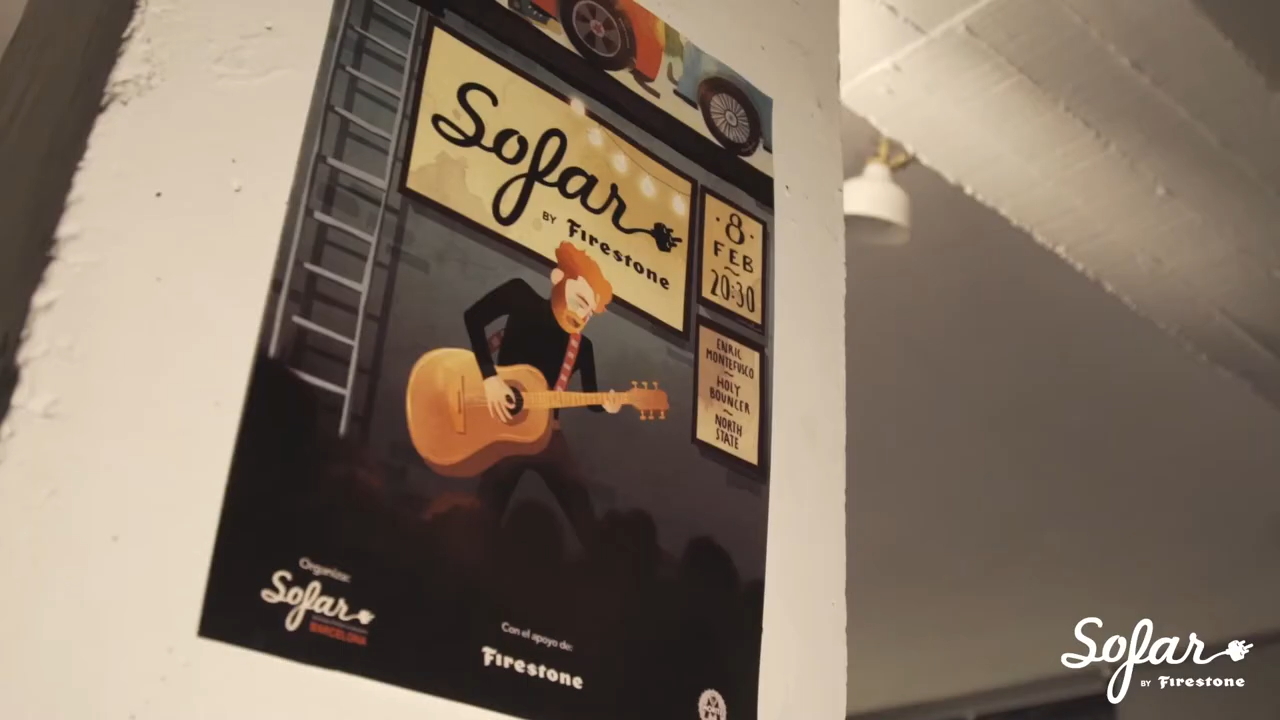 Sofar
BY Firestone
·8·
FEB
20:30
ENRIC
MONTEFUSCO
HOLY
BOUNCER
NORTH
STATE
Organiza:
Sofar
BARCELONA
Con el apoyo de:
Firestone
Sofar
BY Firestone